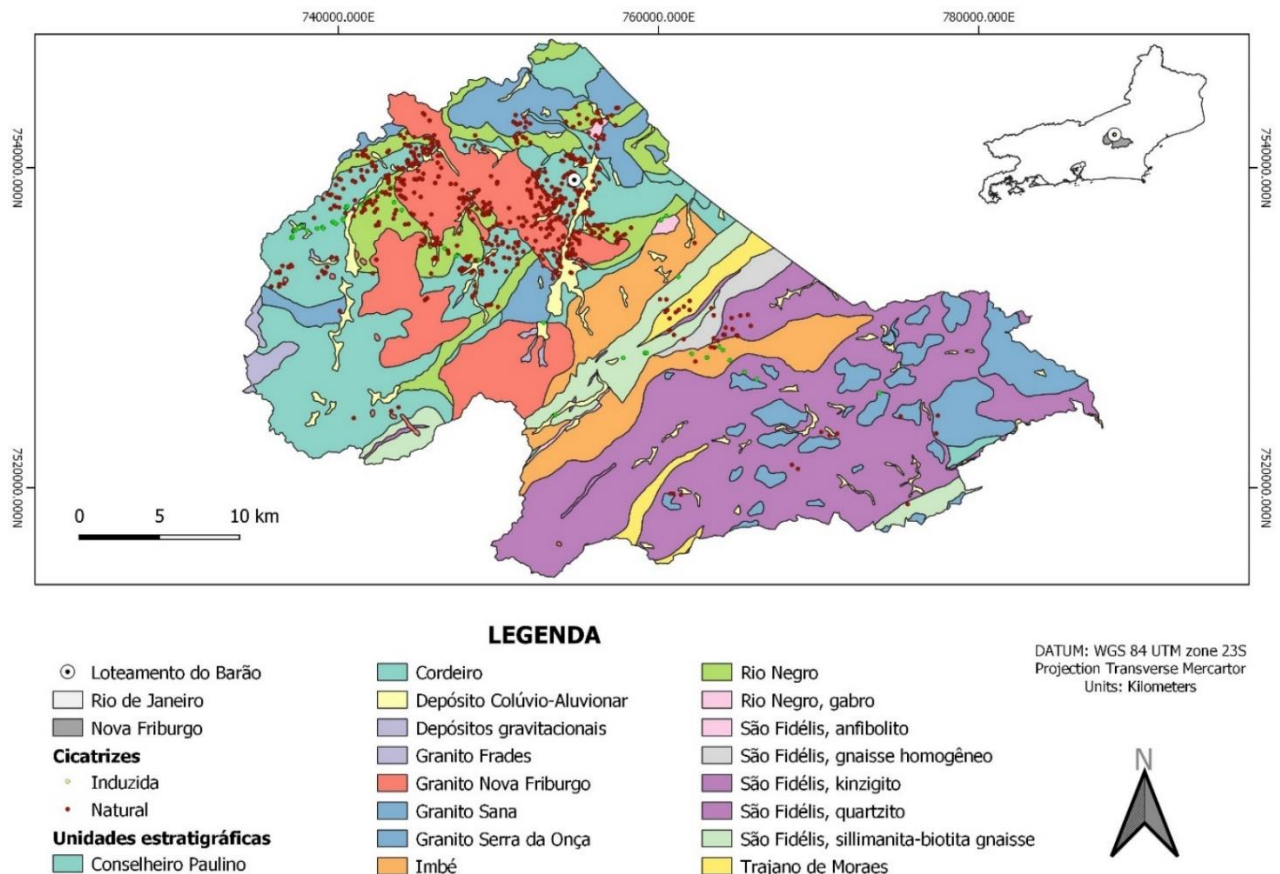 740000.000E 760000.000E 780000.000E
7540000.000N 7540000.000N
7520000.000N 7520000.000N
0 5 10 km
LEGENDA
Loteamento do Barão
Rio de Janeiro
Nova Friburgo
Cicatrizes
Induzida
Natural
Unidades estratigráficas
Conselheiro Paulino
Cordeiro
Depósito Colúvio-Aluvionar
Depósitos gravitacionais
Granito Frades
Granito Nova Friburgo
Granito Sana
Granito Serra da Onça
Imbé
Rio Negro
Rio Negro, gabro
São Fidélis, anfibolito
São Fidélis, gnaisse homogêneo
São Fidélis, kinzigito
São Fidélis, quartzito
São Fidélis, sillimanita-biotita gnaisse
Trajano de Moraes
DATUM: WGS 84 UTM zone 23S
Projection Transverse Mercartor
Units: Kilometers
N